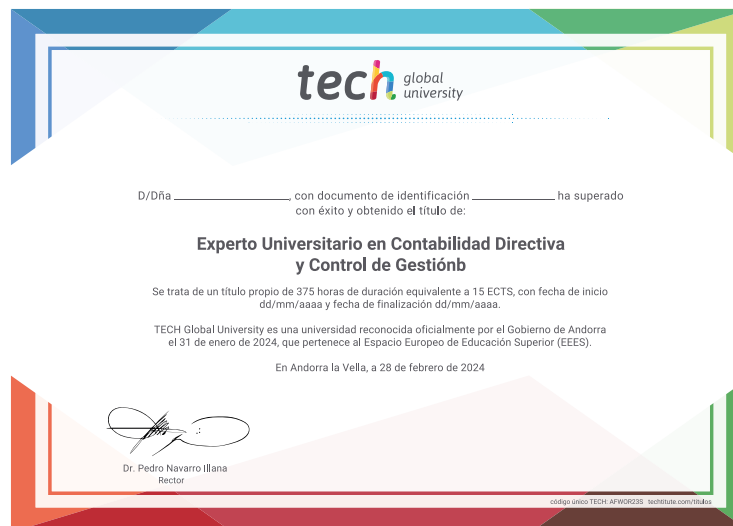 tech global university
D/Dña ____________________, con documento de identificación ______________ ha superado
con éxito y obtenido el título de:
Experto Universitario en Contabilidad Directiva
y Control de Gestiónb
Se trata de un título propio de 375 horas de duración equivalente a 15 ECTS, con fecha de inicio
dd/mm/aaaa y fecha de finalización dd/mm/aaaa.
TECH Global University es una universidad reconocida oficialmente por el Gobierno de Andorra
el 31 de enero de 2024, que pertenece al Espacio Europeo de Educación Superior (EEES).
En Andorra la Vella, a 28 de febrero de 2024
Dr. Pedro Navarro Illana
Rector
código único TECH: AFWOR23S techtitute.com/titulos